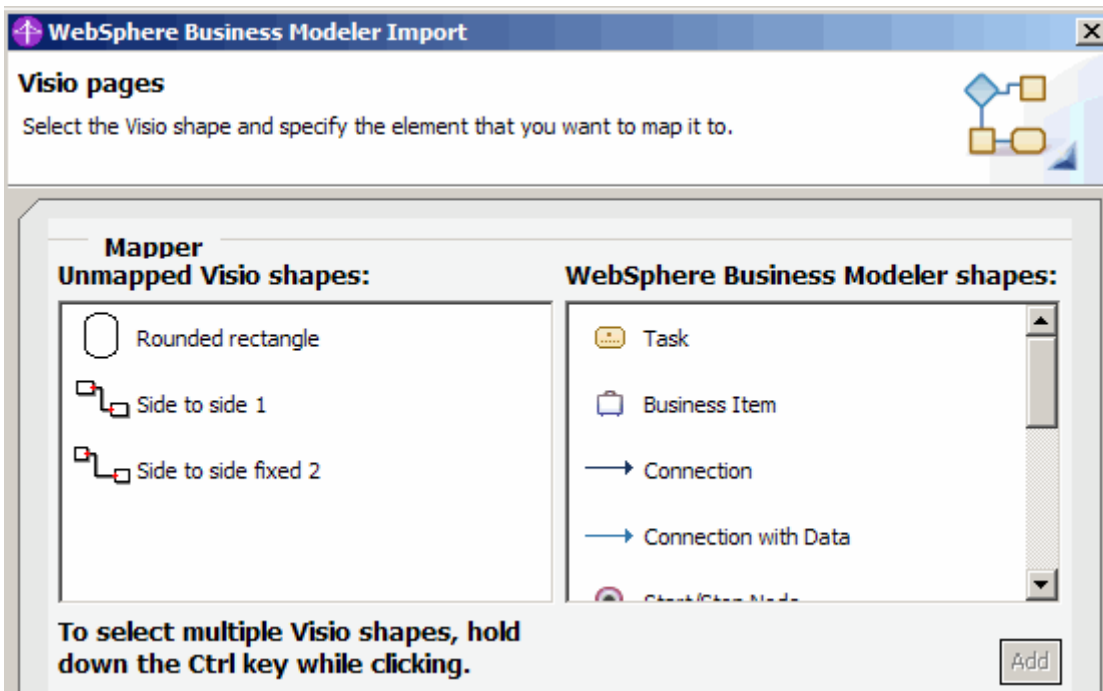 WebSphere Business Modeler Import
Visio pages
Select the Visio shape and specify the element that you want to map it to.
Mapper
Unmapped Visio shapes:
Rounded rectangle
Side to side 1
Side to side fixed 2
To select multiple Visio shapes, hold
down the Ctrl key while clicking.
WebSphere Business Modeler shapes:
Task
Business Item
Connection
Connection with Data
Start/Stop Node
Add